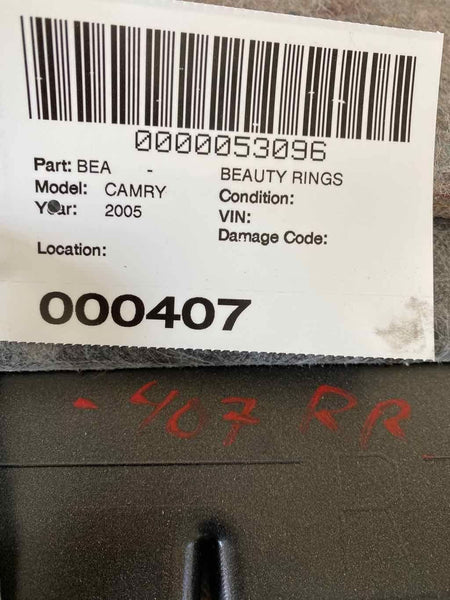 0000053096
Part: BEA - BEAUTY RINGS
Model: CAMRY Condition:
Year: 2005 VIN:
Damage Code:
Location:
000407
- 407 RR